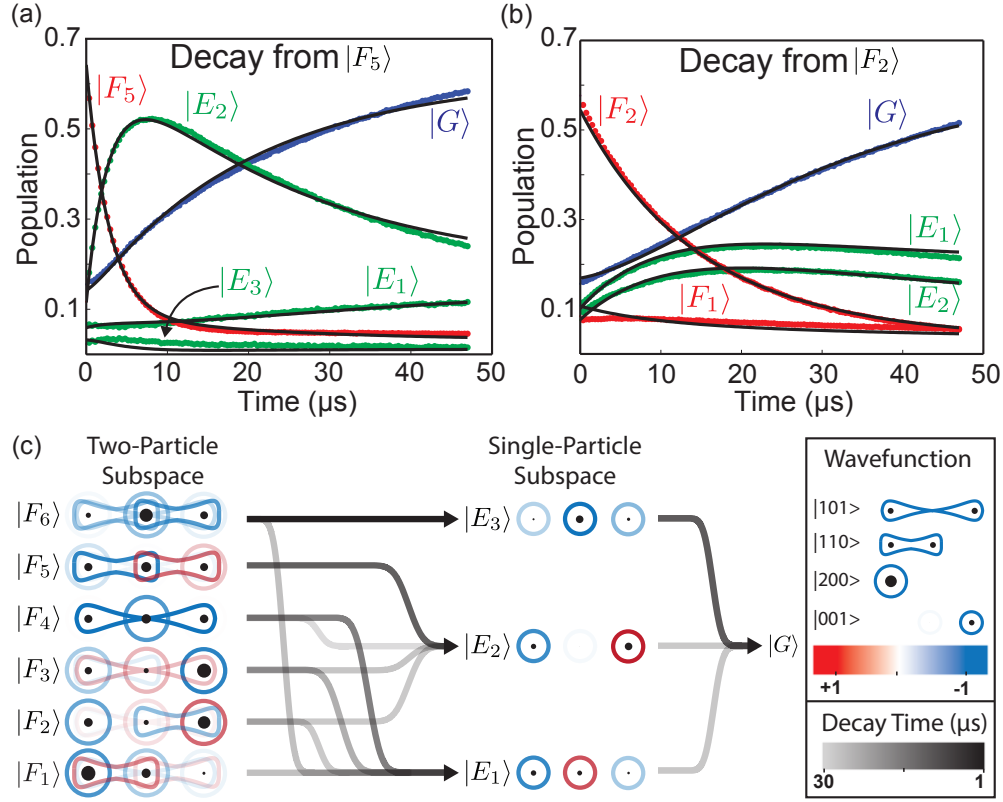 (a)
Decay from |F₅⟩
0.7
0.5
0.3
0.1
Population
|F₅⟩
|E₂⟩
|G⟩
|E₃⟩
|E₁⟩
0 10 20 30 40 50
Time (µs)
(b)
Decay from |F₂⟩
0.7
0.5
0.3
0.1
Population
|F₂⟩
|G⟩
|E₁⟩
|F₁⟩
|E₂⟩
0 10 20 30 40 50
Time (µs)
(c)
Two-Particle
Subspace
|F₆⟩
|F₅⟩
|F₄⟩
|F₃⟩
|F₂⟩
|F₁⟩
Single-Particle
Subspace
|E₃⟩
|E₂⟩
|E₁⟩
|G⟩
Wavefunction
|101>
|110>
|200>
|001>
+1 -1
Decay Time (µs)
30 1